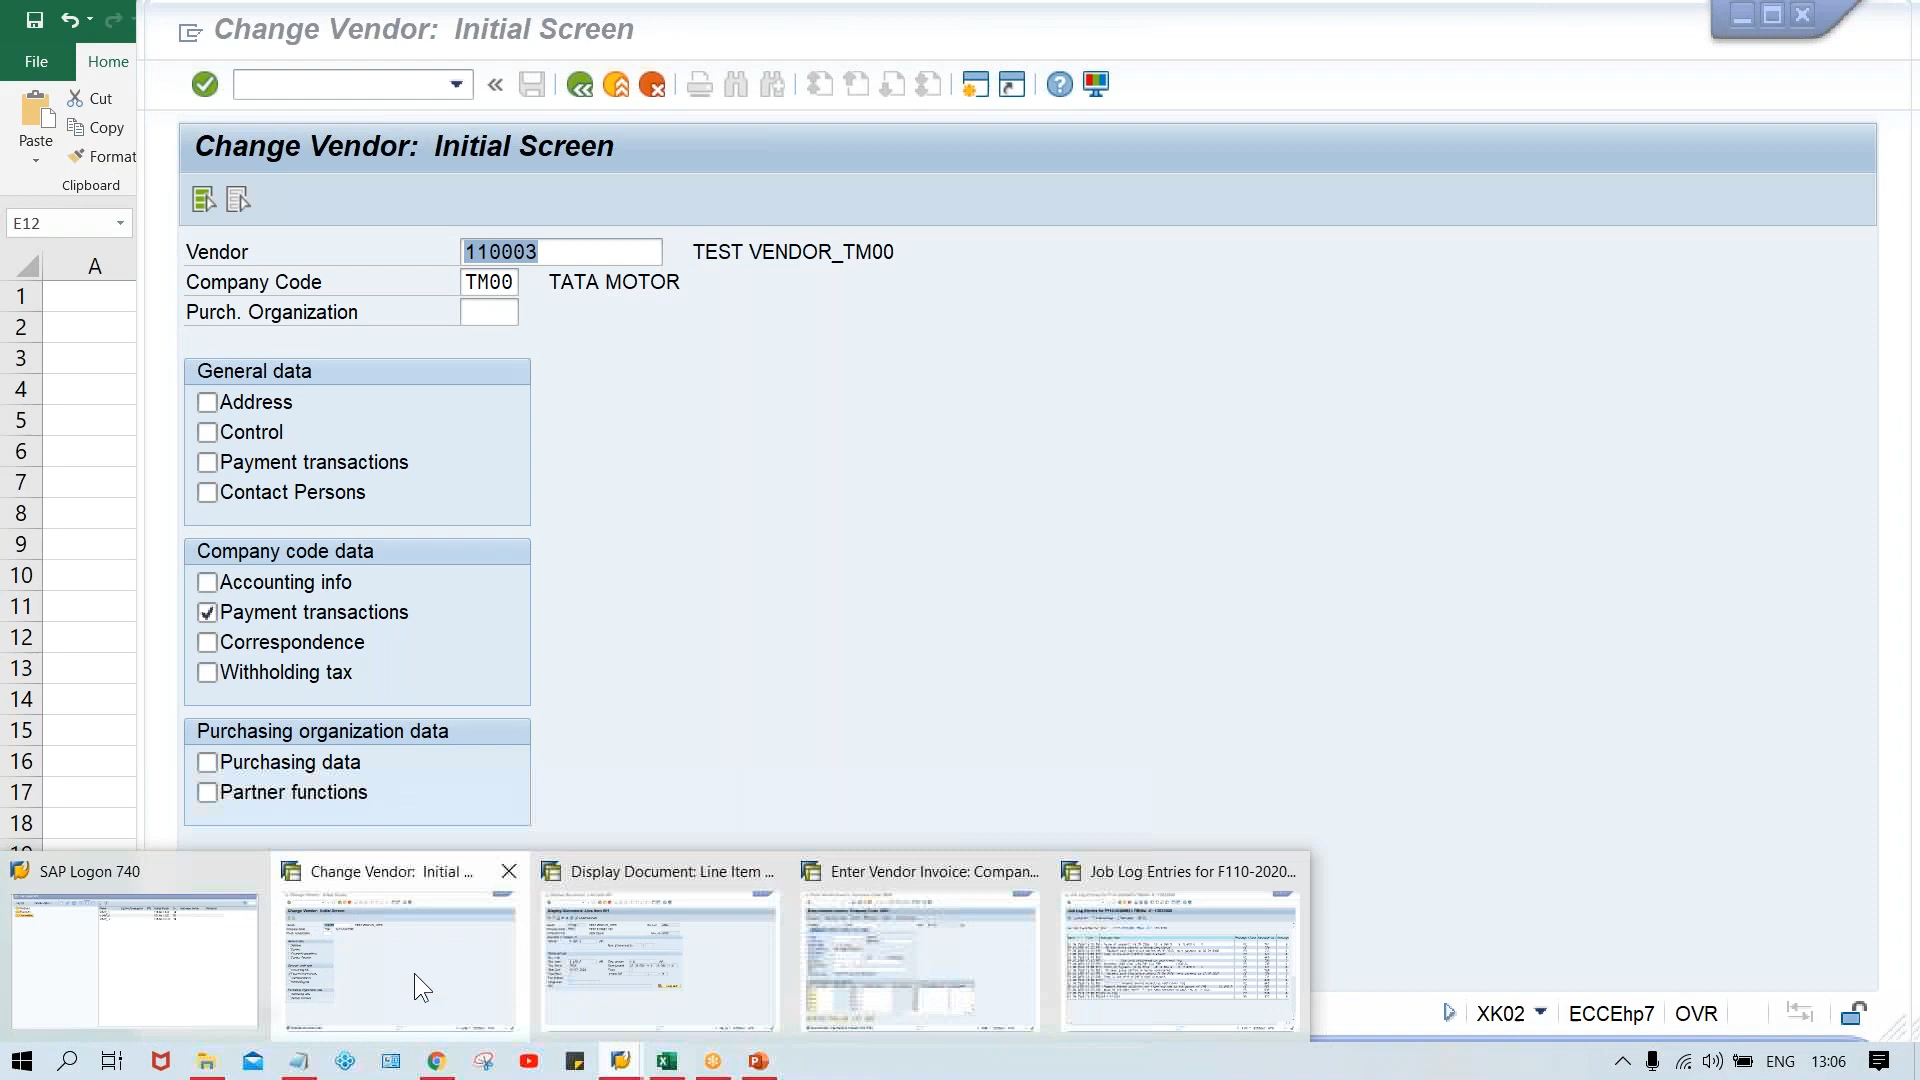 Change Vendor: Initial Screen
File
Home
Cut
Copy
Format
Paste
Clipboard
E12
A
Change Vendor: Initial Screen
Vendor 110003 TEST VENDOR_TM00
Company Code TM00 TATA MOTOR
Purch. Organization
General data
Address
Control
Payment transactions
Contact Persons
Company code data
Accounting info
Payment transactions
Correspondence
Withholding tax
Purchasing organization data
Purchasing data
Partner functions
1
2
3
4
5
6
7
8
9
10
11
12
13
14
15
16
17
18
SAP Logon 740
Change Vendor: Initial ...
Display Document: Line Item ...
Enter Vendor Invoice: Compan...
Job Log Entries for F110-2020...
XK02 ECCEhp7 OVR
ENG 13:06